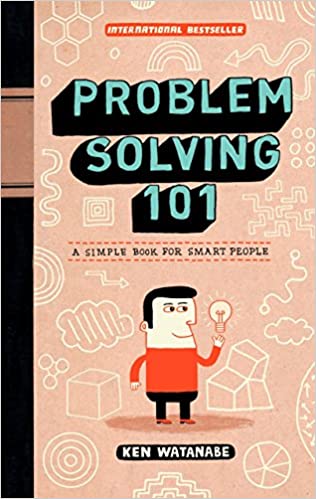 INTERNATIONAL BESTSELLER
PROBLEM
SOLVING
101
A SIMPLE BOOK FOR SMART PEOPLE
KEN WATANABE